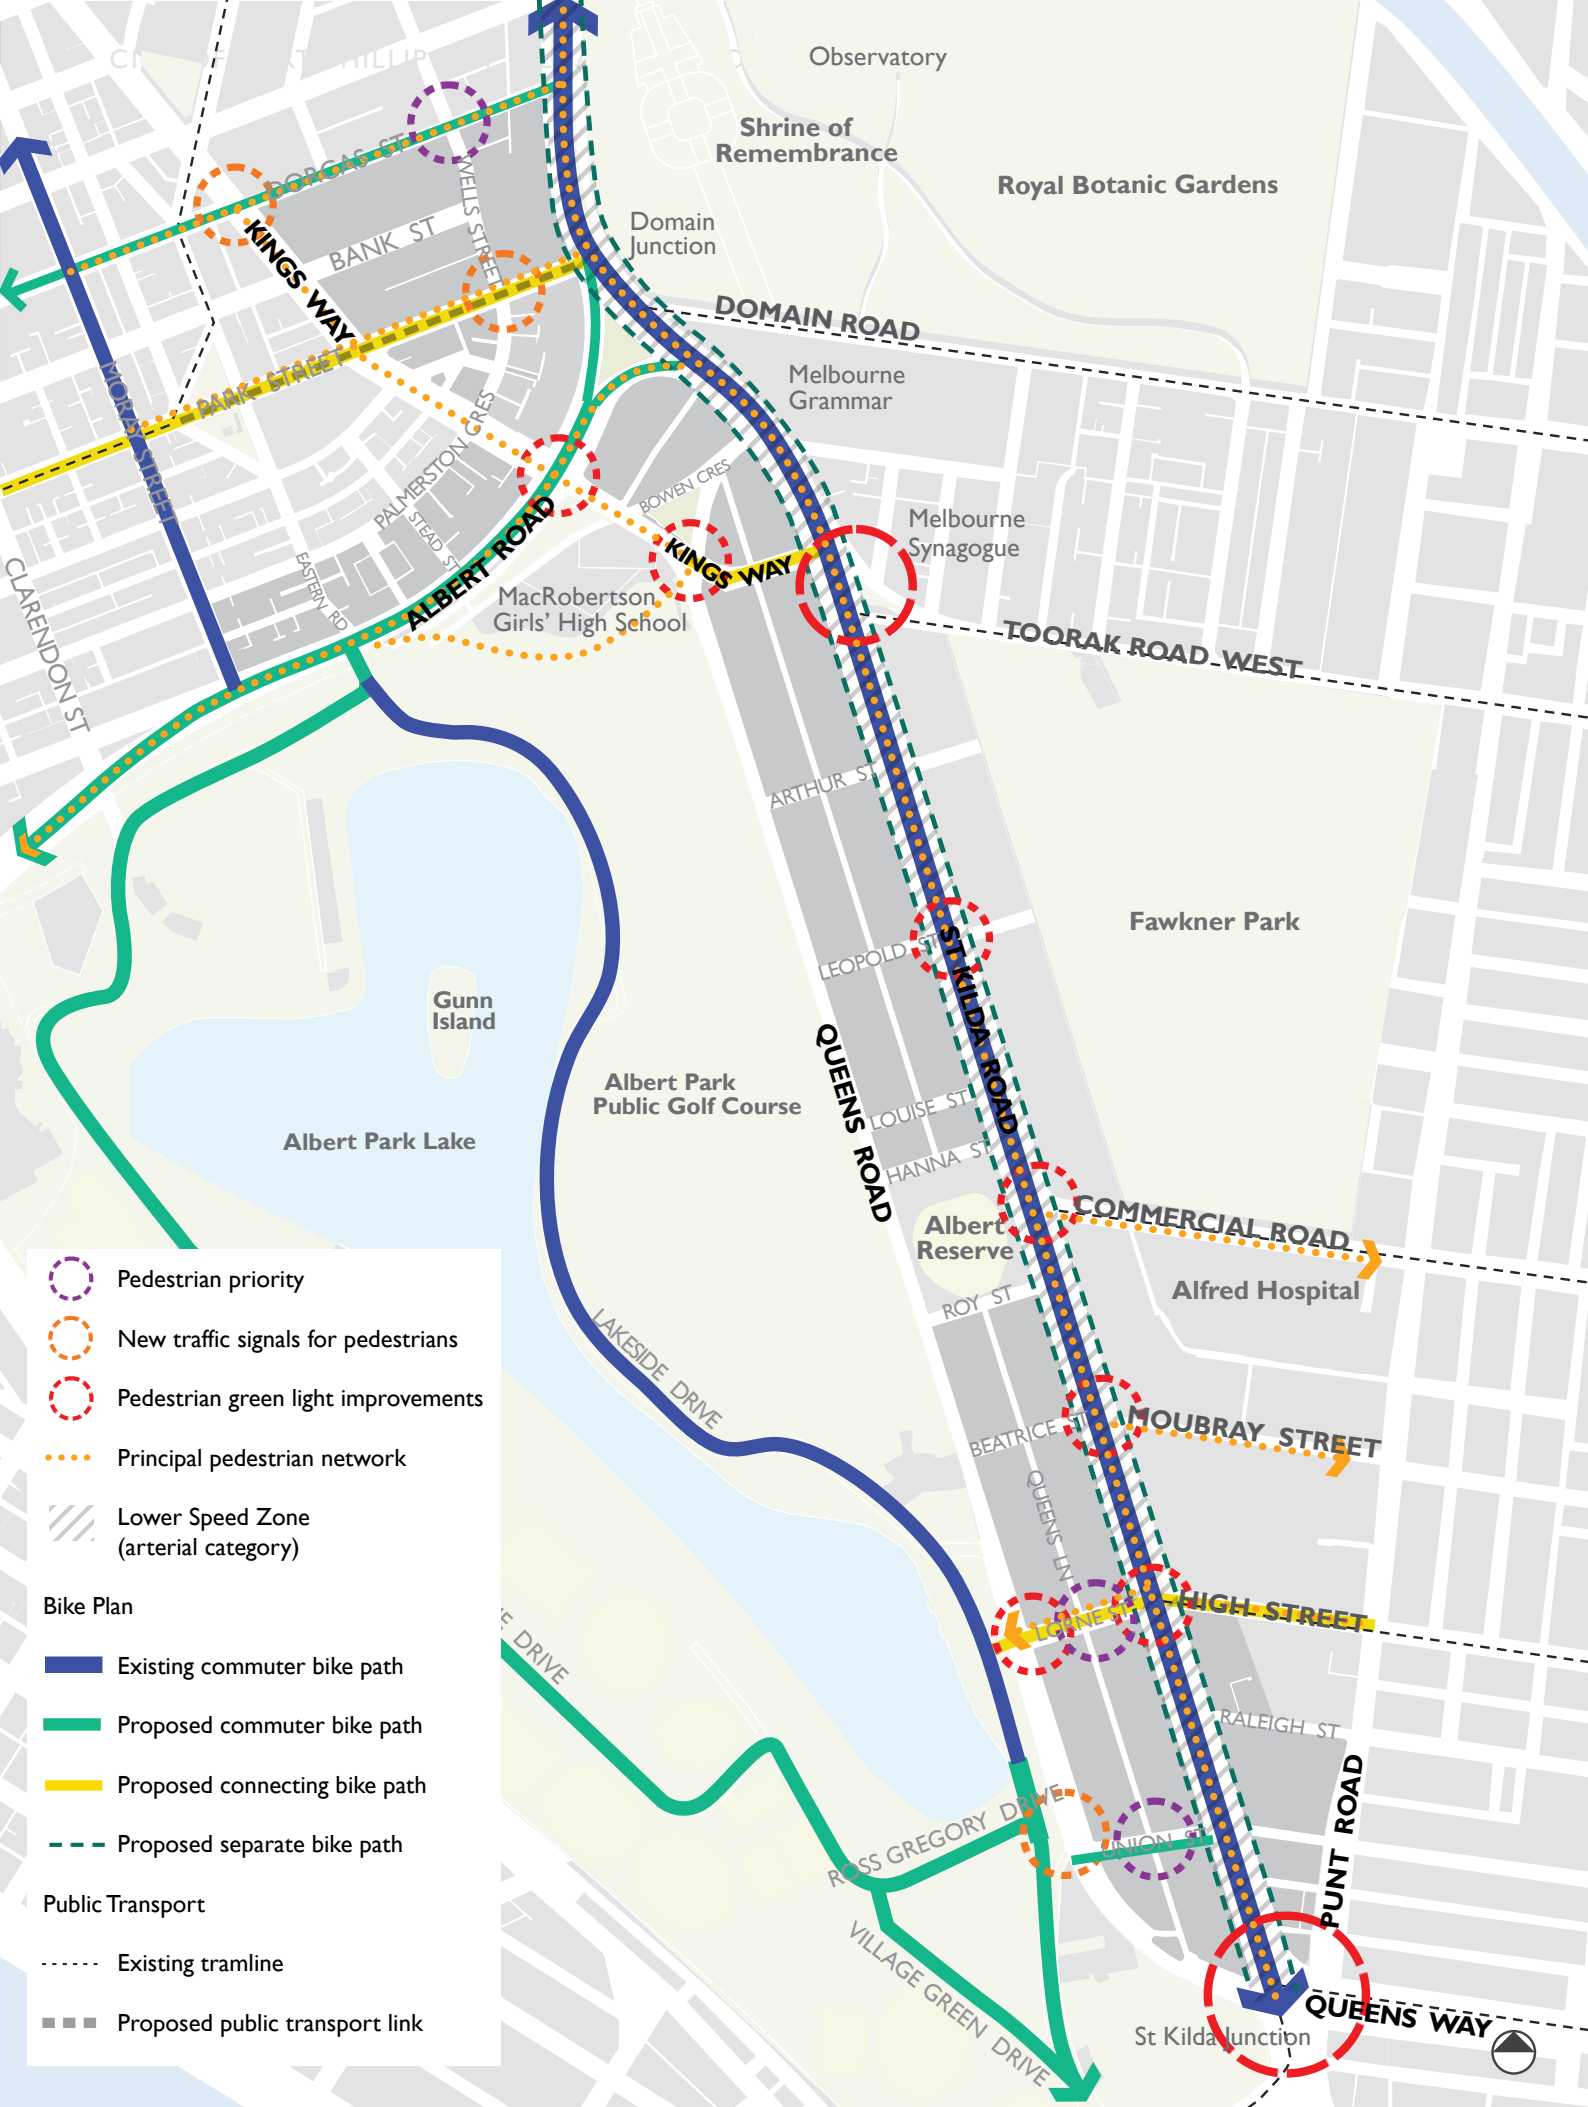 Observatory
Shrine of
Remembrance
Royal Botanic Gardens
DORCAS ST
WELLS STREET
BANK ST
KINGS WAY
Domain
Junction
DOMAIN ROAD
PARK STREET
MORAY STREET
Melbourne
Grammar
PALMERSTON CRES
BOWEN CRES
STEAD ST
EASTERN RD
ALBERT ROAD
KINGS WAY
Melbourne
Synagogue
CLARENDON ST
MacRobertson
Girls' High School
TOORAK ROAD WEST
ARTHUR ST
Fawkner Park
LEOPOLD ST
ST KILDA ROAD
Gunn
Island
QUEENS ROAD
Albert Park
Public Golf Course
LOUISE ST
Albert Park Lake
HANNA ST
COMMERCIAL ROAD
Albert
Reserve
Alfred Hospital
ROY ST
LAKESIDE DRIVE
BEATRICE ST
MOUBRAY STREET
QUEENS LN
LORNE ST
HIGH STREET
DRIVE
RALEIGH ST
PUNT ROAD
ROSS GREGORY DRIVE
UNION ST
VILLAGE GREEN DRIVE
QUEENS WAY
St Kilda Junction
Pedestrian priority
New traffic signals for pedestrians
Pedestrian green light improvements
Principal pedestrian network
Lower Speed Zone
(arterial category)
Bike Plan
Existing commuter bike path
Proposed commuter bike path
Proposed connecting bike path
Proposed separate bike path
Public Transport
Existing tramline
Proposed public transport link